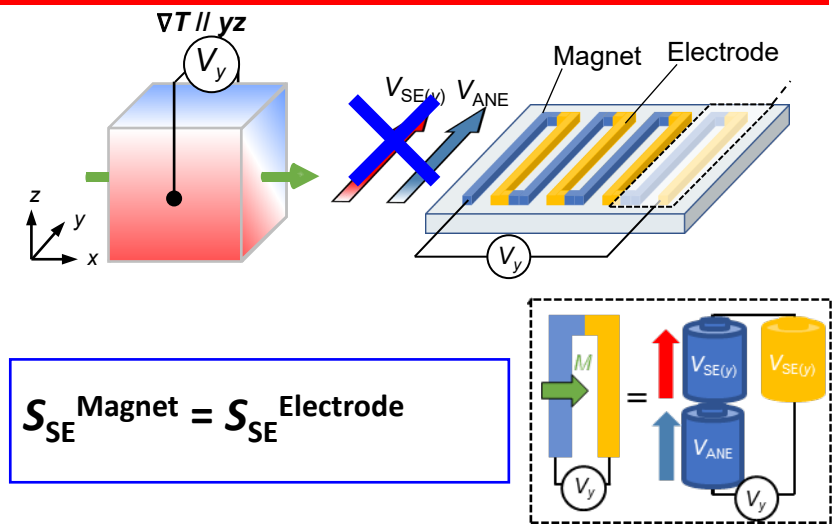 ∇T // yz
V_y
V_SE(y)
V_ANE
Magnet
Electrode
z
y
x
V_y
S_SE^Magnet = S_SE^Electrode
M
=
V_SE(y)
V_SE(y)
V_ANE
V_y
V_y